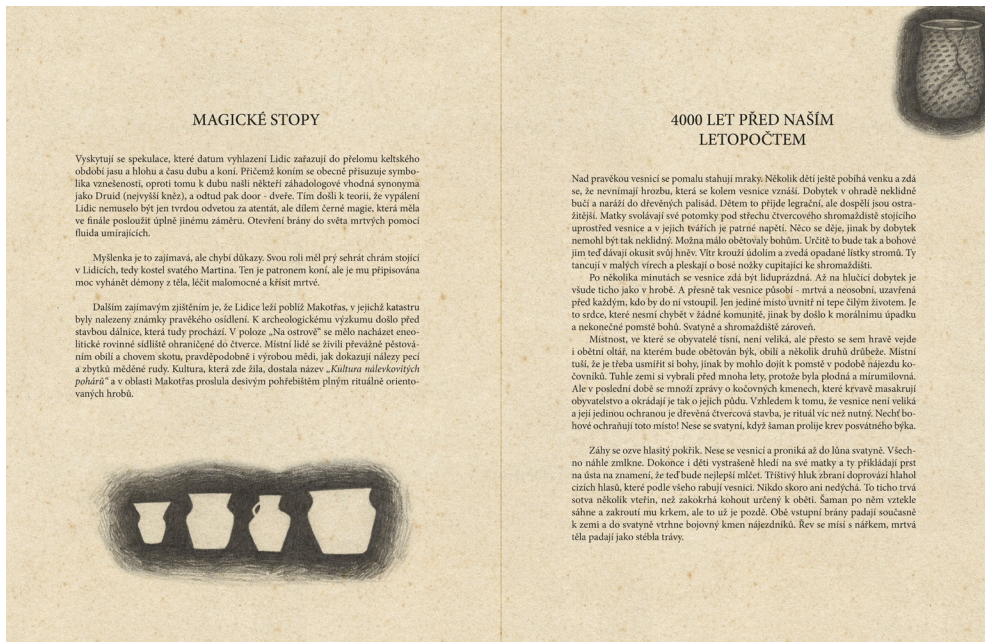 MAGICKÉ STOPY
Vyskytují se spekulace, které datum vyhlazení Lidic zařazují do přelomu keltského
období jasu a hlohu a času dubu a koní. Přičemž koním se obecně přisuzuje symbo-
lika vznešenosti, oproti tomu k dubu našli někteří záhadologové vhodná synonyma
jako Druid (nejvyšší kněz), a odtud pak door - dveře. Tím došli k teorii, že vypálení
Lidic nemuselo být jen tvrdou odvetou za atentát, ale dílem černé magie, která měla
ve finále posloužit úplně jinému záměru. Otevření brány do světa mrtvých pomocí
fluida umírajících.
Myšlenka je to zajímavá, ale chybí důkazy. Svou roli měl prý sehrát chrám stojící
v Lidicích, tedy kostel svatého Martina. Ten je patronem koní, ale je mu připisována
moc vyhánět démony z těla, léčit malomocné a křísit mrtvé.
Dalším zajímavým zjištěním je, že Lidice leží poblíž Makotřas, v jejichž katastru
byly nalezeny známky pravěkého osídlení. K archeologickému výzkumu došlo před
stavbou dálnice, která tudy prochází. V poloze „Na ostrově“ se mělo nacházet eneo-
litické rovinné sídliště ohraničené do čtverce. Místní lidé se živili převážně pěstová-
ním obilí a chovem skotu, pravděpodobně i výrobou mědi, jak dokazují nálezy pecí
a zbytků měděné rudy. Kultura, která zde žila, dostala název „Kultura nálevkovitých
pohárů“ a v oblasti Makotřas proslula desivým pohřebištěm plným rituálně oriento-
vaných hrobů.
4000 LET PŘED NAŠÍM
LETOPOČTEM
Nad pravěkou vesnicí se pomalu stahují mraky. Několik dětí ještě pobíhá venku a zdá
se, že nevnímají hrozbu, která se kolem vesnice vznáší. Dobytek v ohradě neklidně
bučí a naráží do dřevěných palisád. Dětem to přijde legrační, ale dospělí jsou ostra-
žitější. Matky svolávají své potomky pod střechu čtvercového shromaždiště stojícího
uprostřed vesnice a v jejich tvářích je patrné napětí. Něco se děje, jinak by dobytek
nemohl být tak neklidný. Možna málo obětovaly bohům. Určitě to bude tak a bohové
jim teď dávají okusit svůj hněv. Vítr krouží údolím a zvedá opadané lístky stromů. Ty
tancují v malých vírech a pleskají o bosé nožky cupitající ke shromaždišti.
Po několika minutách se vesnice zdá být liduprázdná. Až na hlučící dobytek je
všude ticho jako v hrobě. A přesně tak vesnice působí - mrtvá a neosobní, uzavřená
před každým, kdo by do ní vstoupil. Jen jediné místo uvnitř ní tepe čilým životem. Je
to srdce, které nesmí chybět v žádné komunitě, jinak by došlo k morálnímu úpadku
a nekonečné pomstě bohů. Svatyně a shromaždiště zároveň.
Místnost, ve které se obyvatelé tísní, není veliká, ale přesto se sem hravě vejde
i obětní oltář, na kterém bude obětován býk, obilí a několik druhů drůbeže. Místní
tuší, že je třeba usmířit si bohy, jinak by mohlo dojít k pomstě v podobě nájezdu ko-
čovníků. Tuhle zemi si vybrali před mnoha lety, protože byla plodná a mírumilovná.
Ale v poslední době se množí zprávy o kočovných kmenech, které krvavě masakrují
obyvatelstvo a okrádají je tak o jejich půdu. Vzhledem k tomu, že vesnice není veliká
a její jedinou ochranou je dřevěná čtvercová stavba, je rituál víc než nutný. Nechť bo-
hové ochraňují toto místo! Nese se svatyní, když šaman prolije krev posvátného býka.
Záhy se ozve hlasitý pokřik. Nese se vesnicí a proniká až do lůna svatyně. Všech-
no náhle zmlkne. Dokonce i děti vystrašeně hledí na své matky a ty přikládají prst
na ústa na znamení, že teď bude nejlepší mlčet. Tříštivý hluk zbraní doprovází hlahol
cizích hlasů, které podle všeho rabují vesnici. Nikdo skoro ani nedýchá. To ticho trvá
sotva několik vteřin, než zakokrhá kohout určený k oběti. Šaman po něm vztekle
sáhne a zakroutí mu krkem, ale to už je pozdě. Obě vstupní brány padají současně
k zemi a do svatyně vtrhne bojovný kmen nájezdníků. Řev se mísí s nářkem, mrtvá
těla padají jako stébla trávy.